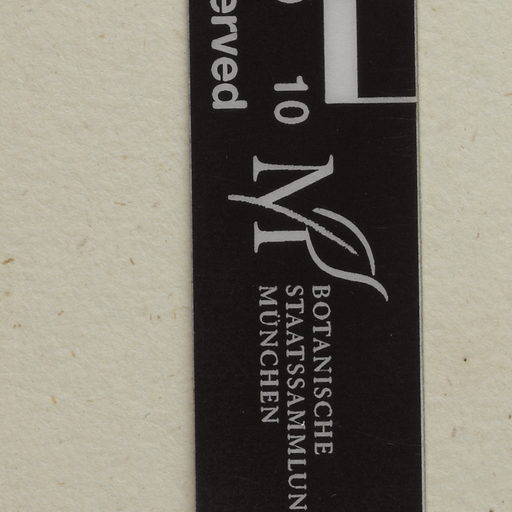 erved
10
M
BOTANISCHE
STAATSSAMMLUN
MÜNCHEN